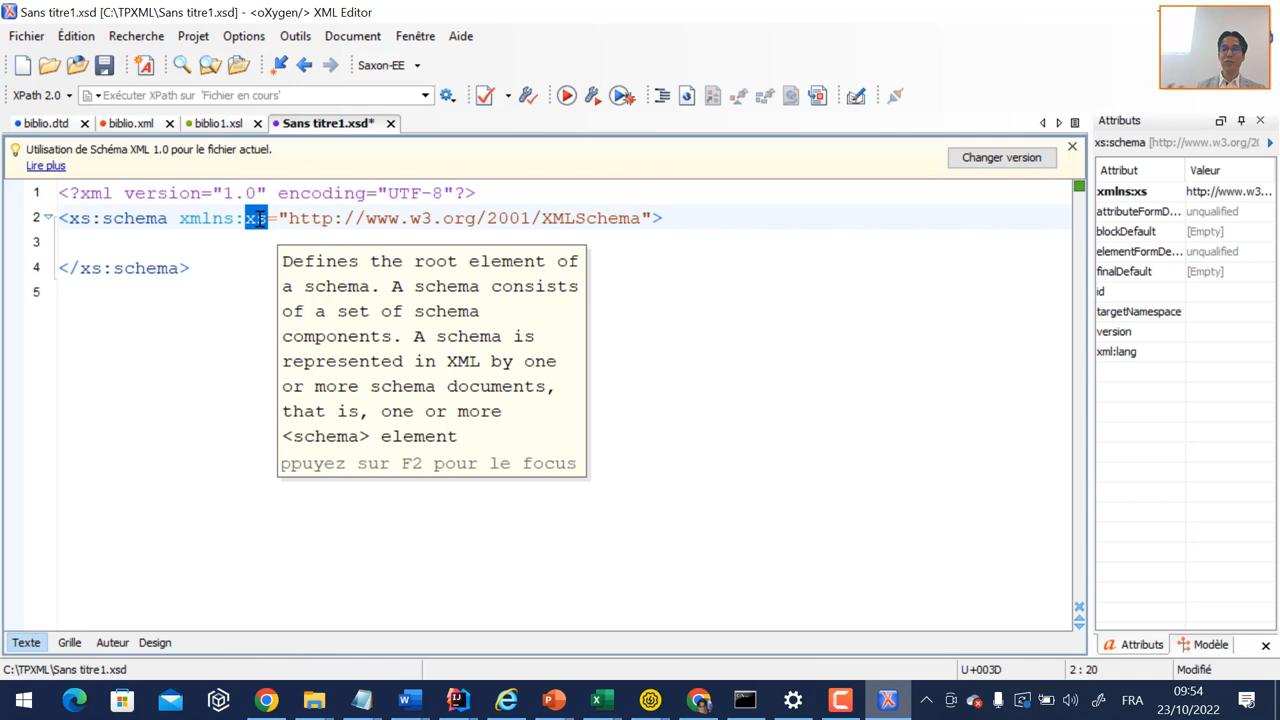 Sans titre1.xsd [C:\TPXML\Sans titre1.xsd] - <oXygen/> XML Editor
Fichier Édition Recherche Projet Options Outils Document Fenêtre Aide
Saxon-EE
XPath 2.0 Exécuter XPath sur 'Fichier en cours'
biblio.dtd biblio.xml biblio1.xsl Sans titre1.xsd*
Attributs
Utilisation de Schéma XML 1.0 pour le fichier actuel.
Lire plus
Changer version
xs:schema [http://www.w3.org/2
Attribut Valeur
xmlns:xs http://www.w3...
attributeFormD... unqualified
blockDefault [Empty]
elementFormDe... unqualified
finalDefault [Empty]
id
targetNamespace
version
xml:lang
1 <?xml version="1.0" encoding="UTF-8"?>
2 <xs:schema xmlns:xs="http://www.w3.org/2001/XMLSchema">
3
4 </xs:schema>
5
Defines the root element of
a schema. A schema consists
of a set of schema
components. A schema is
represented in XML by one
or more schema documents,
that is, one or more
<schema> element
ppuyez sur F2 pour le focus
Texte Grille Auteur Design
Attributs Modèle
C:\TPXML\Sans titre1.xsd U+003D 2 : 20 Modifié
FRA
09:54
23/10/2022